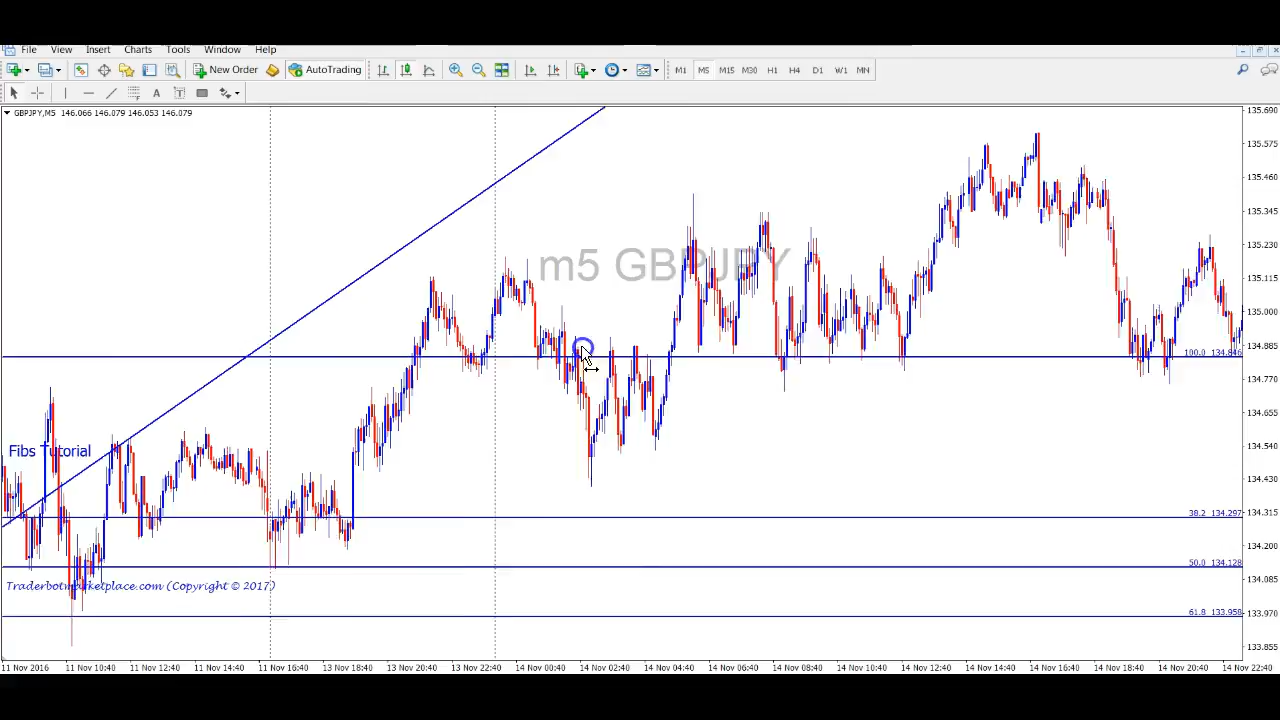 File View Insert Charts Tools Window Help
New Order AutoTrading M1 M5 M15 M30 H1 H4 D1 W1 MN
A T
GBPJPY,M5 146.066 146.079 146.053 146.079
135.690
135.575
135.460
135.345
135.230
m5 GBPJPY
135.115
135.000
134.885
100.0 134.846
134.770
134.655
Fibs Tutorial
134.540
134.430
38.2 134.297
134.315
134.200
50.0 134.128
Traderbotmarketplace.com (Copyright © 2017)
134.085
61.8 133.958
133.970
133.855
11 Nov 2016 11 Nov 10:40 11 Nov 12:40 11 Nov 14:40 11 Nov 16:40 13 Nov 18:40 13 Nov 20:40 13 Nov 22:40 14 Nov 00:40 14 Nov 02:40 14 Nov 04:40 14 Nov 06:40 14 Nov 08:40 14 Nov 10:40 14 Nov 12:40 14 Nov 14:40 14 Nov 16:40 14 Nov 18:40 14 Nov 20:40 14 Nov 22:40